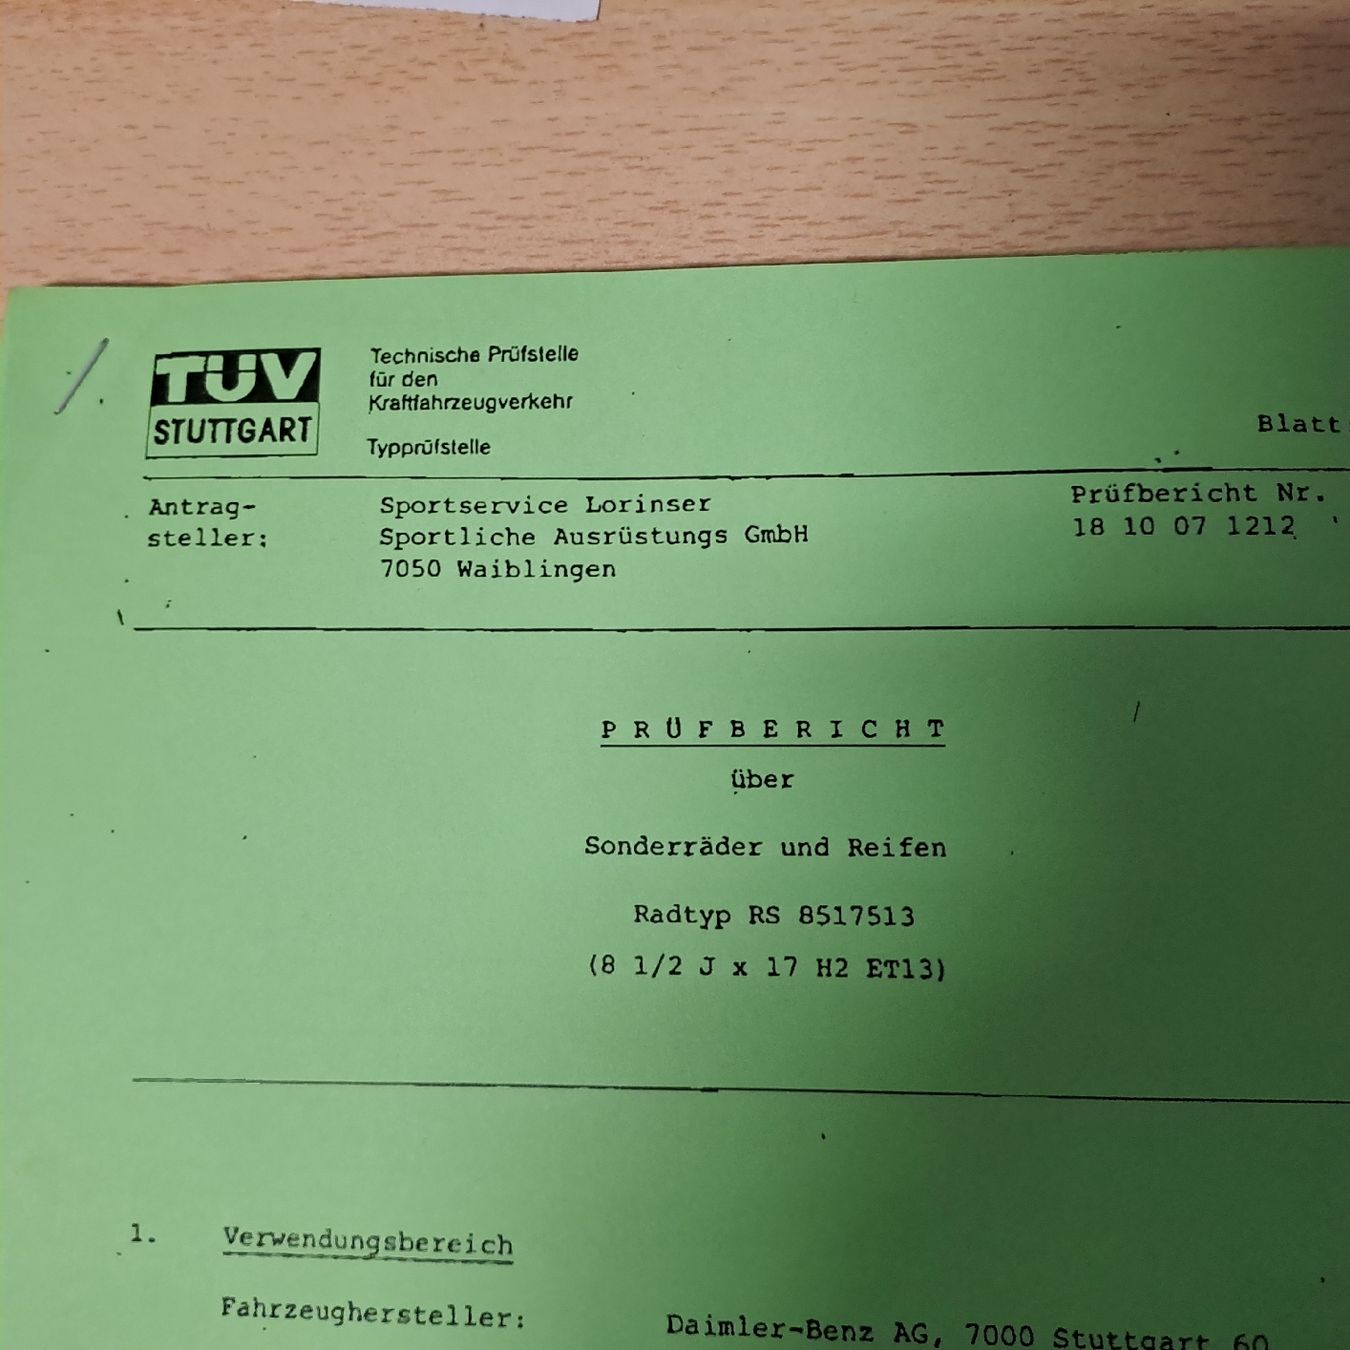 TÜV
STUTTGART
Technische Prüfstelle
für den
Kraftfahrzeugverkehr
Typprüfstelle
Blatt
Antrag-
steller:
Sportservice Lorinser
Sportliche Ausrüstungs GmbH
7050 Waiblingen
Prüfbericht Nr.
18 10 07 1212
PRÜFBERICHT
über
Sonderräder und Reifen
Radtyp RS 8517513
(8 1/2 J x 17 H2 ET13)
1. Verwendungsbereich
Fahrzeughersteller: Daimler-Benz AG, 7000 Stuttgart 60